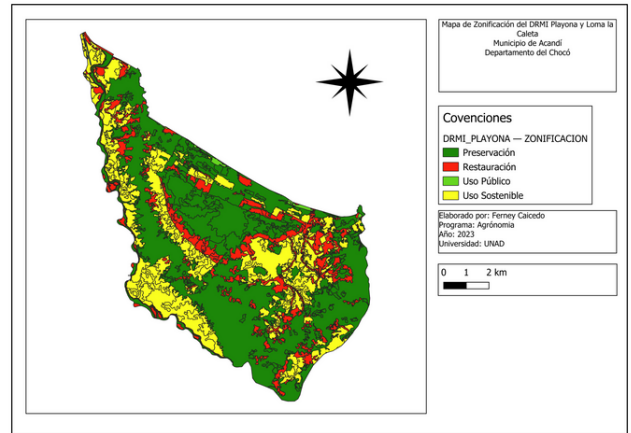 Mapa de Zonificación del DRMI Playona y Loma la
Caleta
Municipio de Acandí
Departamento del Chocó
Covenciones
DRMI_PLAYONA — ZONIFICACION
Preservación
Restauración
Uso Público
Uso Sostenible
Elaborado por: Ferney Caicedo
Programa: Agrónomia
Año: 2023
Universidad: UNAD
0 1 2 km